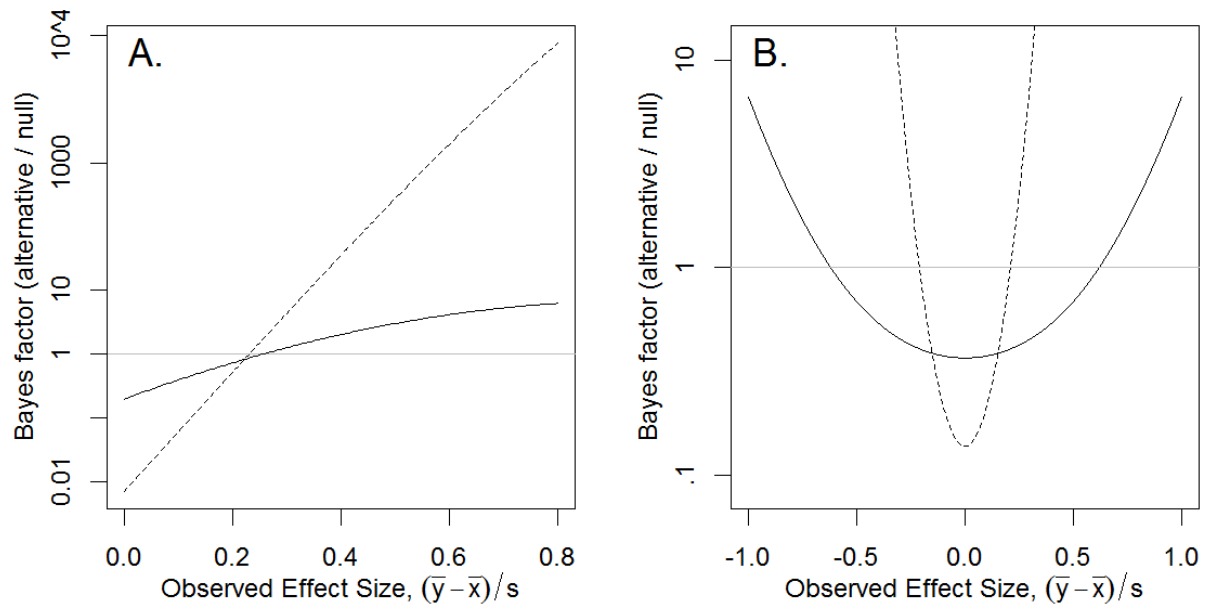 A.
Bayes factor (alternative / null)
10^4
1000
10
1
0.01
0.0 0.2 0.4 0.6 0.8
Observed Effect Size, (y̅ − x̅)/s
B.
Bayes factor (alternative / null)
10
1
.1
-1.0 -0.5 0.0 0.5 1.0
Observed Effect Size, (y̅ − x̅)/s